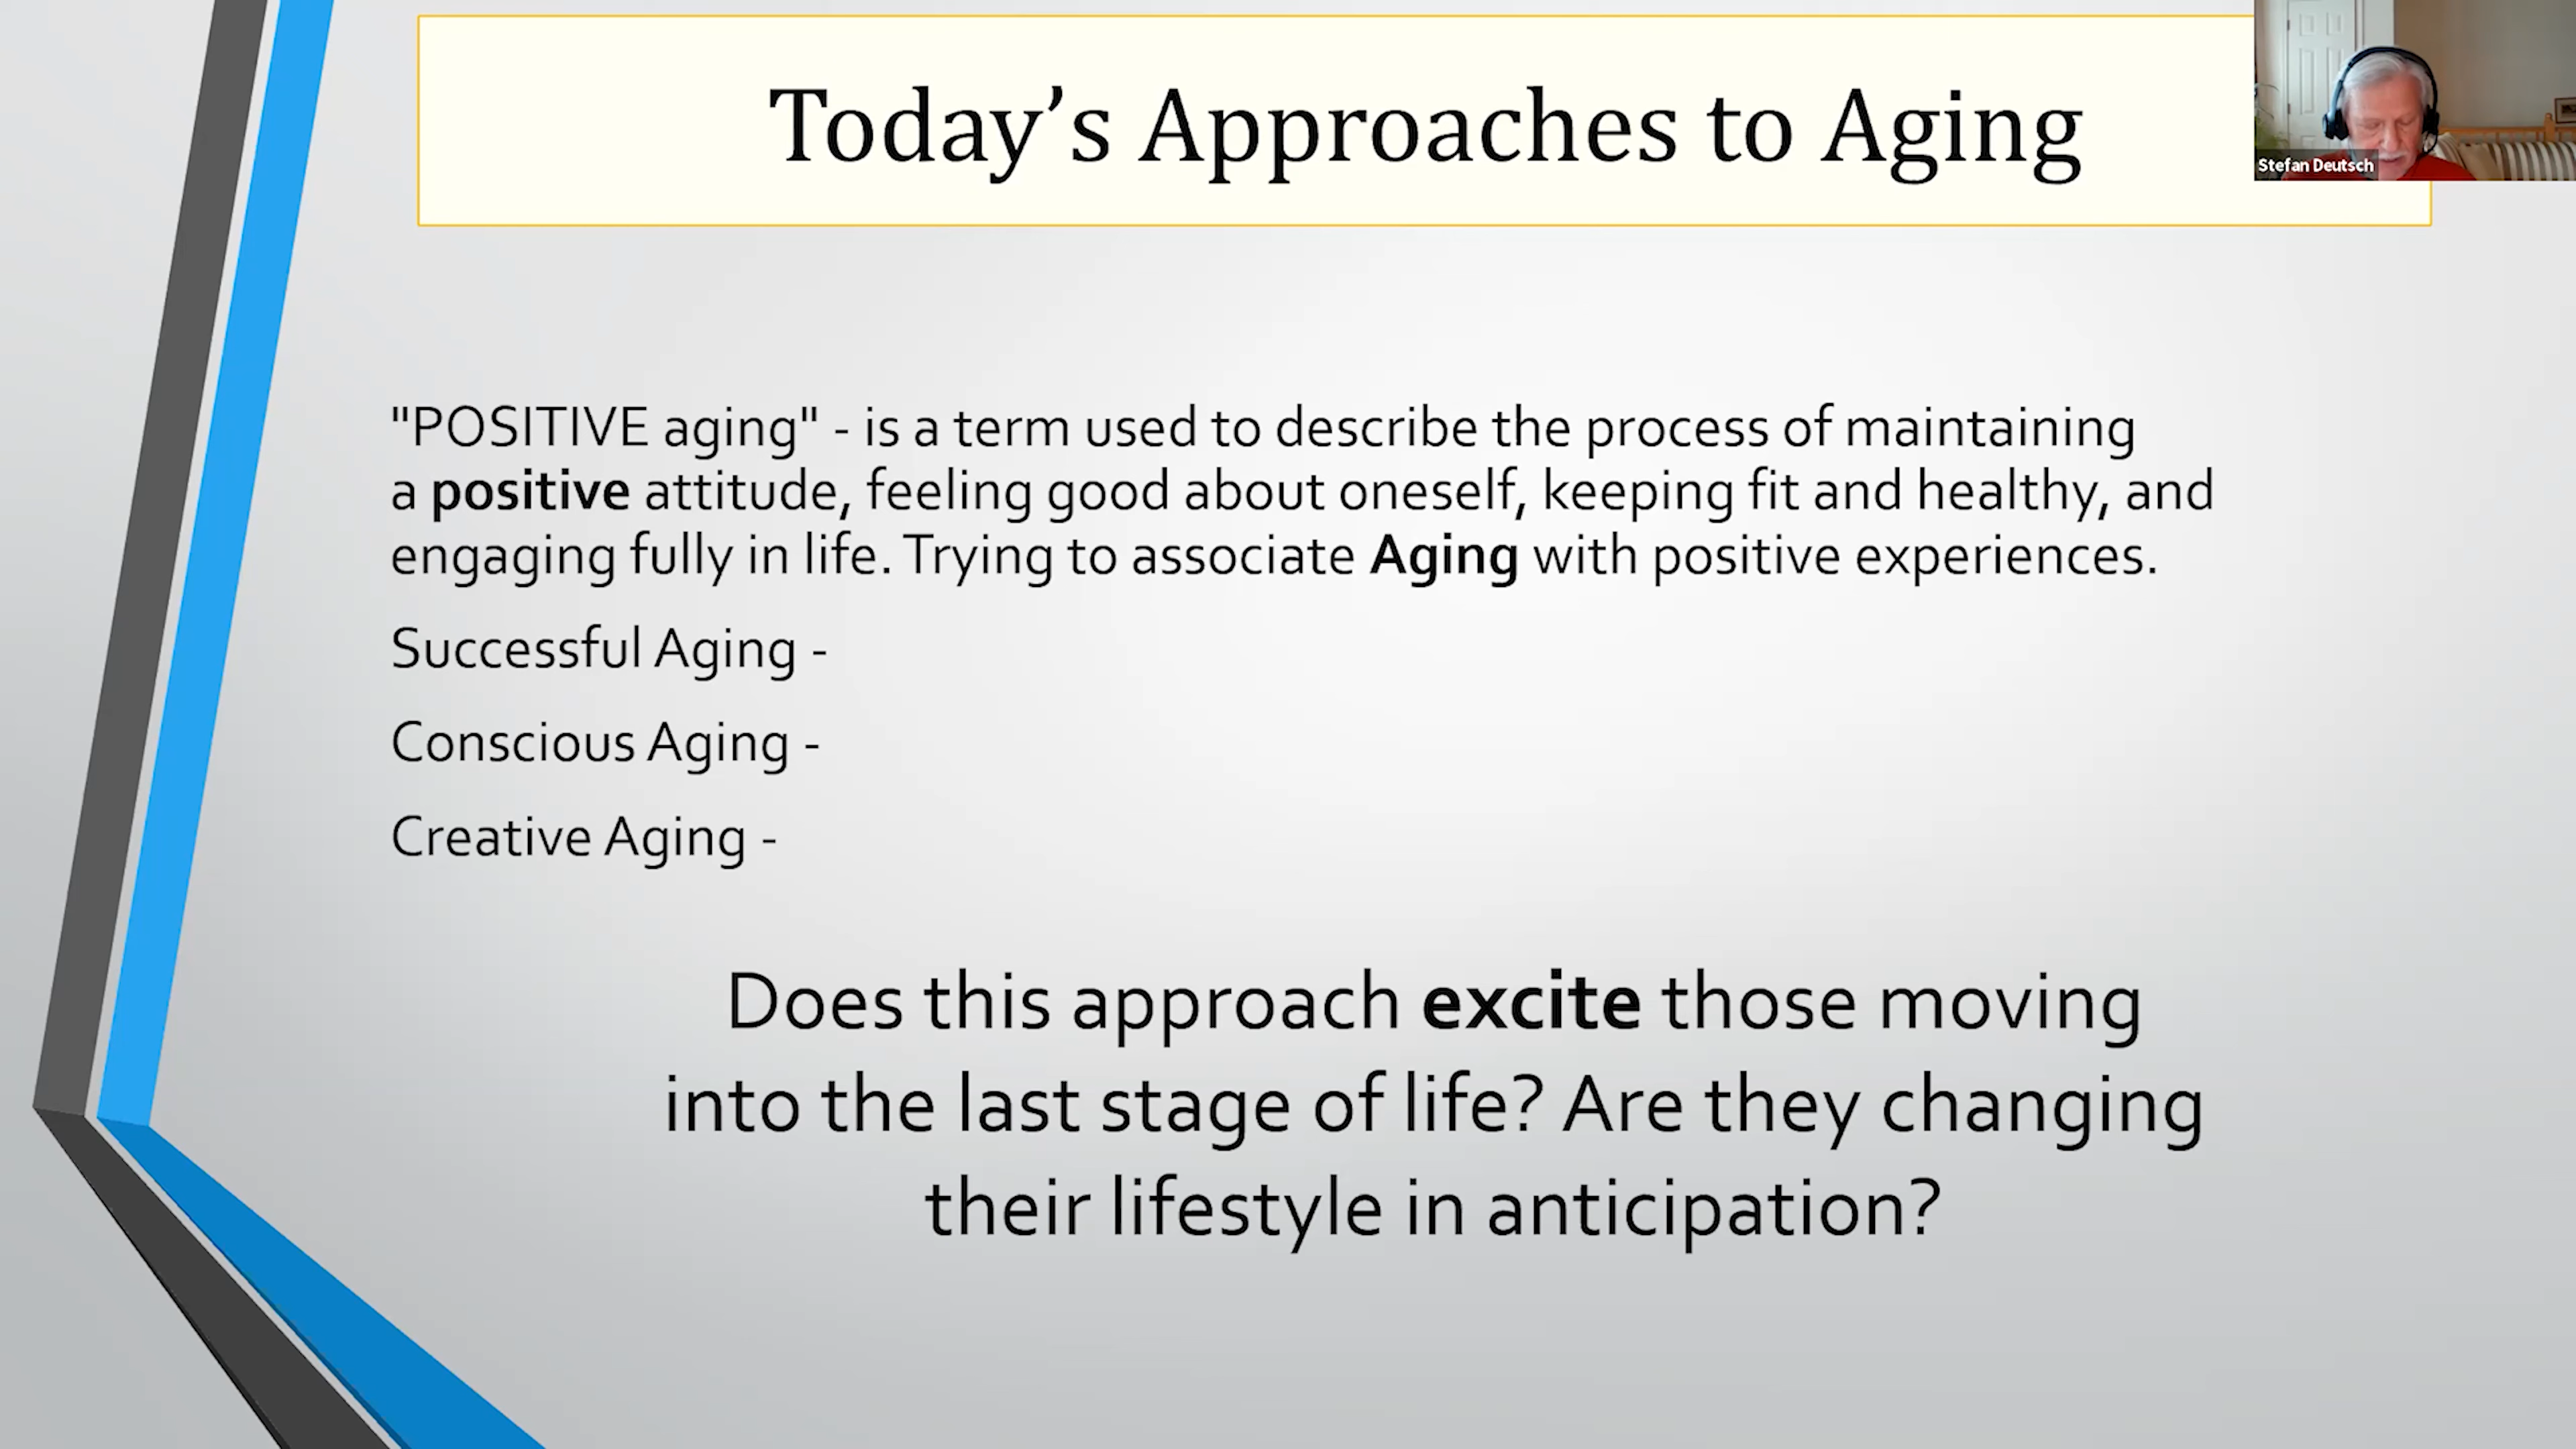 Today’s Approaches to Aging
Stefan Deutsch
"POSITIVE aging" - is a term used to describe the process of maintaining
a positive attitude, feeling good about oneself, keeping fit and healthy, and
engaging fully in life. Trying to associate Aging with positive experiences.
Successful Aging -
Conscious Aging -
Creative Aging -
Does this approach excite those moving
into the last stage of life? Are they changing
their lifestyle in anticipation?